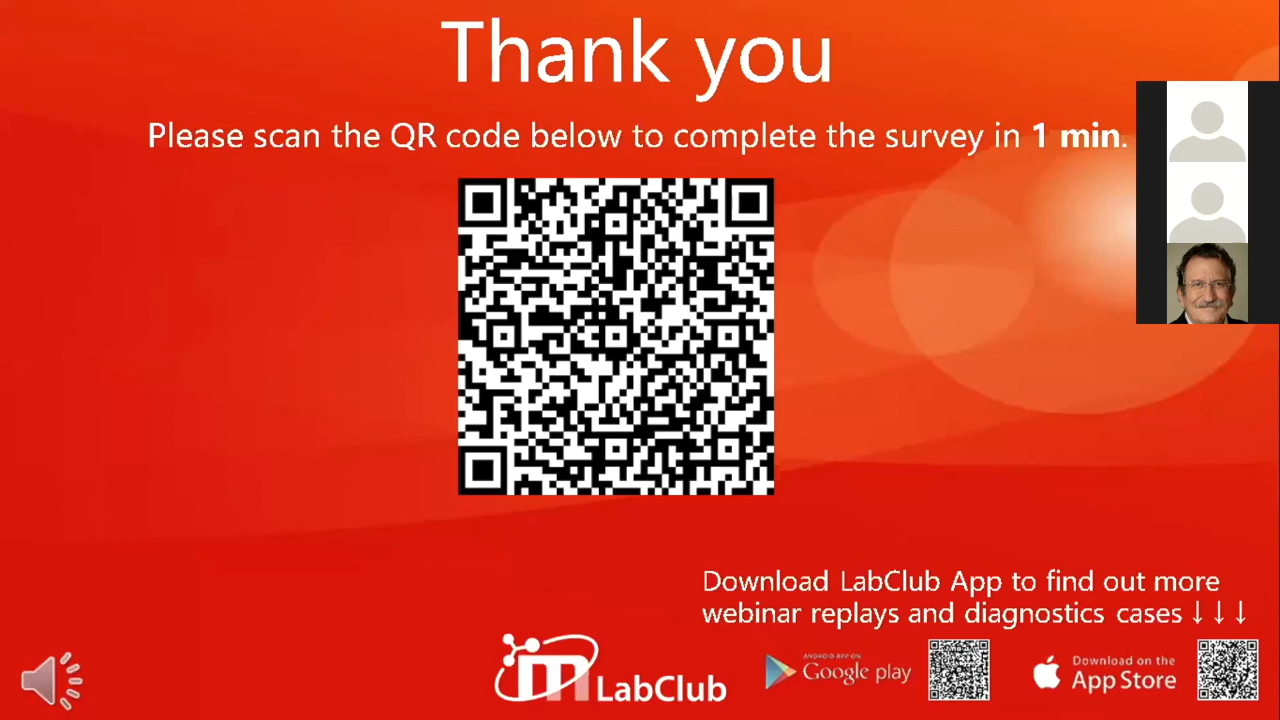 Thank you
Please scan the QR code below to complete the survey in 1 min.
Download LabClub App to find out more
webinar replays and diagnostics cases ↓↓↓
m LabClub
ANDROID APP ON
Google play
Download on the
App Store